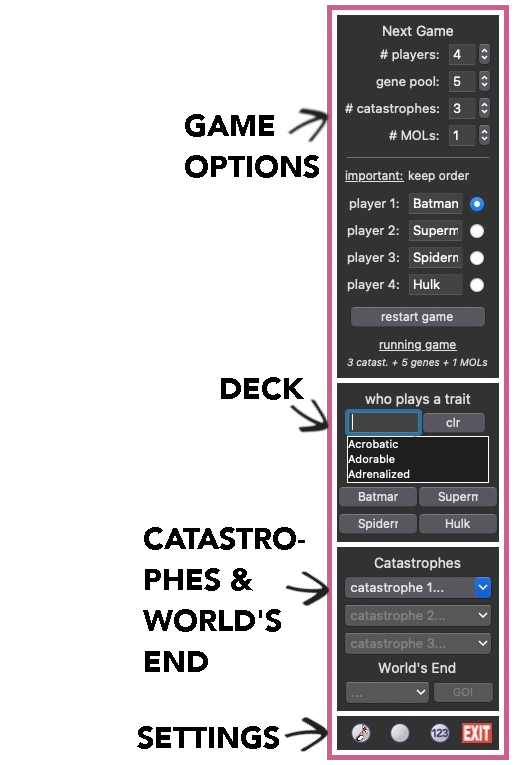 Next Game
# players: 4
gene pool: 5
# catastrophes: 3
# MOLs: 1
GAME
OPTIONS
important: keep order
player 1: Batman
player 2: Superm
player 3: Spiderr
player 4: Hulk
restart game
running game
3 catast. + 5 genes + 1 MOLs
DECK
who plays a trait
clr
Acrobatic
Adorable
Adrenalized
Batmar Superm
Spiderr Hulk
CATASTRO-
PHES &
WORLD'S
END
Catastrophes
catastrophe 1...
catastrophe 2...
catastrophe 3...
World's End
... GO!
SETTINGS
123 EXIT